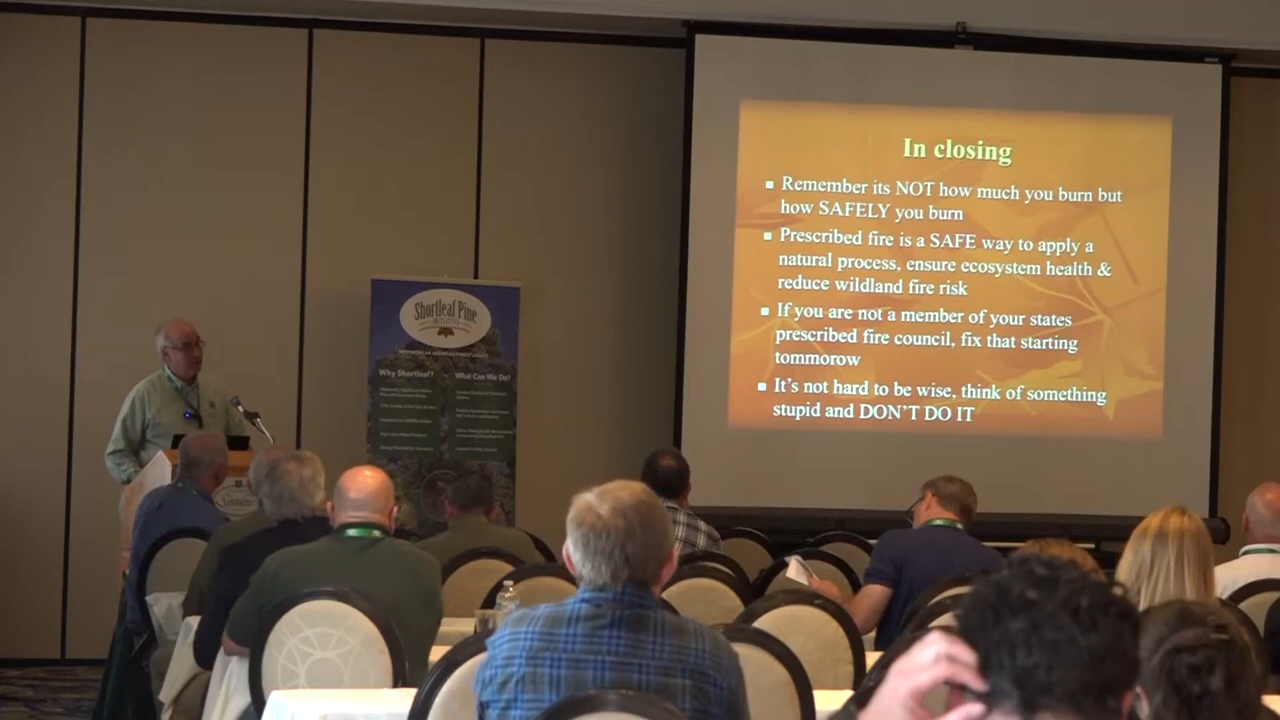 In closing
Remember its NOT how much you burn but
how SAFELY you burn
Prescribed fire is a SAFE way to apply a
natural process, ensure ecosystem health &
reduce wildland fire risk
If you are not a member of your states
prescribed fire council, fix that starting
tommorow
It's not hard to be wise, think of something
stupid and DON'T DO IT
Shortleaf Pine
INITIATIVE
Why Shortleaf?
What Can We Do?